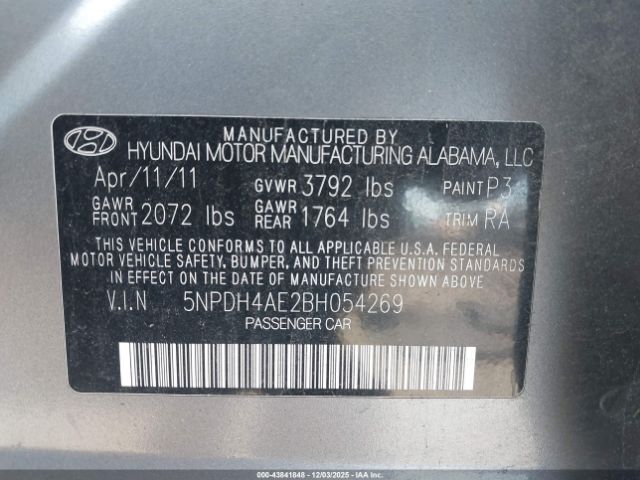 MANUFACTURED BY
HYUNDAI MOTOR MANUFACTURING ALABAMA, LLC
Apr/11/11 GVWR 3792 lbs PAINT P3
GAWR FRONT 2072 lbs GAWR REAR 1764 lbs TRIM RA
THIS VEHICLE CONFORMS TO ALL APPLICABLE U.S.A. FEDERAL
MOTOR VEHICLE SAFETY, BUMPER, AND THEFT PREVENTION STANDARDS
IN EFFECT ON THE DATE OF MANUFACTURE SHOWN ABOVE
V.I.N 5NPDH4AE2BH054269
PASSENGER CAR
© - 43841848 - 12/03/2025 - © IAA Inc.